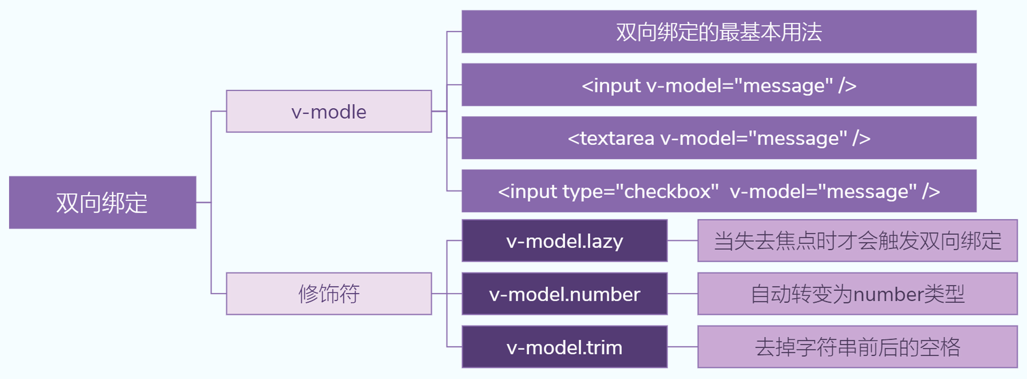 双向绑定
v-modle
双向绑定的最基本用法
<input v-model="message" />
<textarea v-model="message" />
<input type="checkbox"  v-model="message" />
修饰符
v-model.lazy
当失去焦点时才会触发双向绑定
v-model.number
自动转变为number类型
v-model.trim
去掉字符串前后的空格